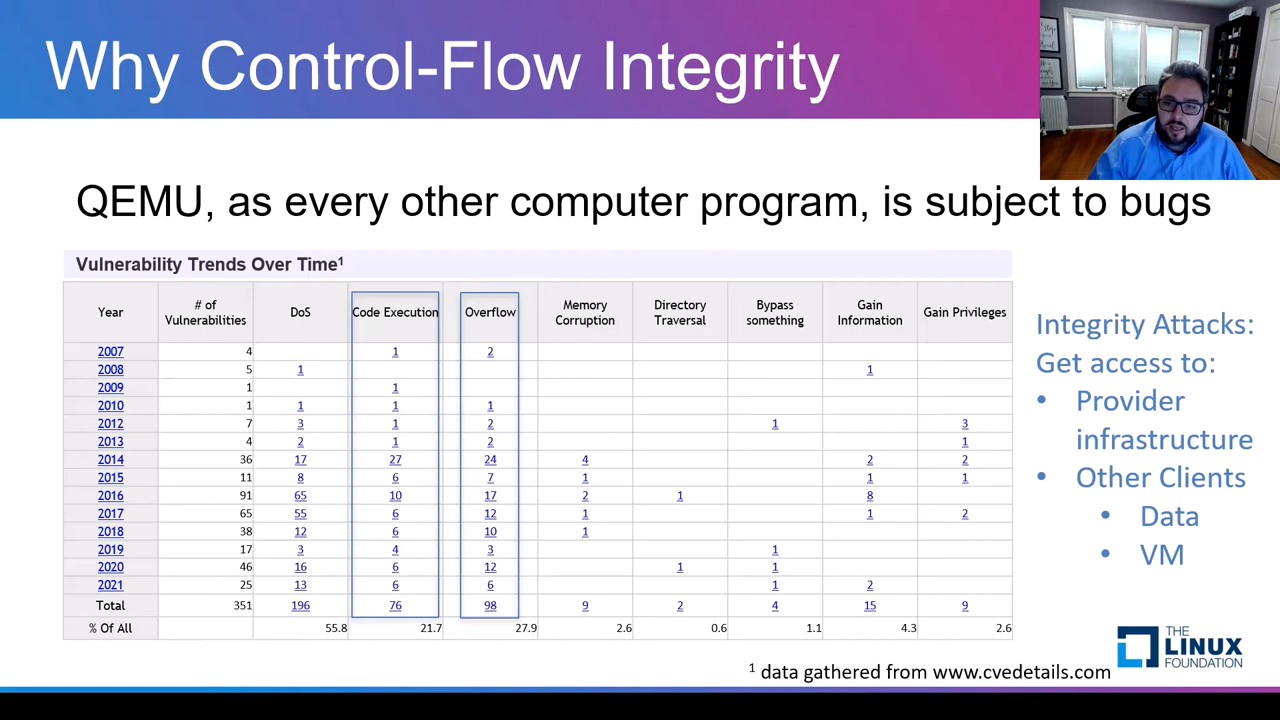 Why Control-Flow Integrity
QEMU, as every other computer program, is subject to bugs
Vulnerability Trends Over Time1
Year # of Vulnerabilities DoS Code Execution Overflow Memory Corruption Directory Traversal Bypass something Gain Information Gain Privileges
2007 4 1 2
2008 5 1 1
2009 1 1
2010 1 1 1 1
2012 7 3 1 2 1 3
2013 4 2 1 2 1
2014 36 17 27 24 4 2 2
2015 11 8 6 7 1 1 1
2016 91 65 10 17 2 1 8
2017 65 55 6 12 1 1 2
2018 38 12 6 10 1
2019 17 3 4 3 1
2020 46 16 6 12 1 1
2021 25 13 6 6 1 2
Total 351 196 76 98 9 2 4 15 9
% Of All 55.8 21.7 27.9 2.6 0.6 1.1 4.3 2.6
Integrity Attacks:
Get access to:
• Provider
infrastructure
• Other Clients
• Data
• VM
THE
LINUX
FOUNDATION
1 data gathered from www.cvedetails.com